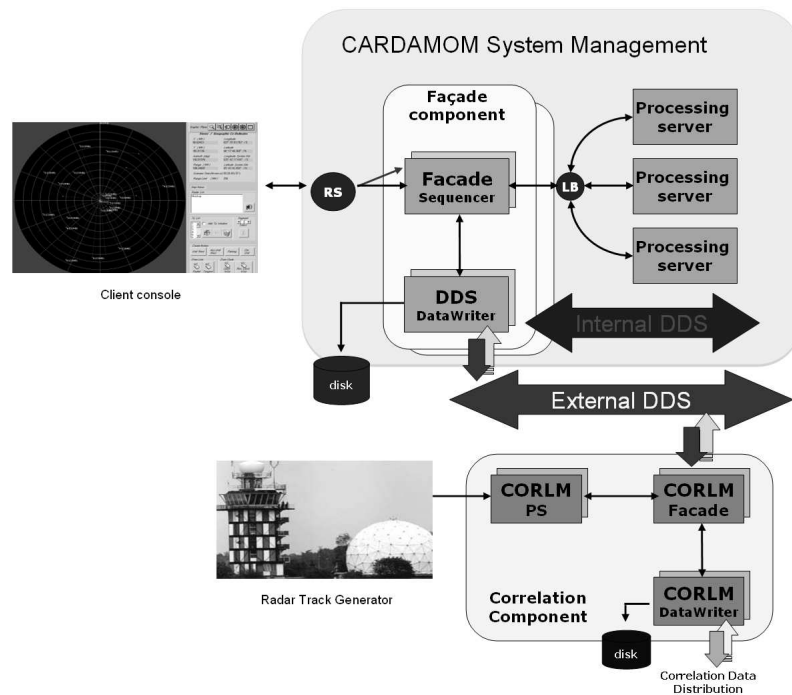 CARDAMOM System Management
Façade
component
Processing
server
RS
Facade
Sequencer
LB
Processing
server
Processing
server
Client console
DDS
DataWriter
Internal DDS
disk
External DDS
CORLM
PS
CORLM
Facade
Radar Track Generator
Correlation
Component
CORLM
DataWriter
disk
Correlation Data
Distribution